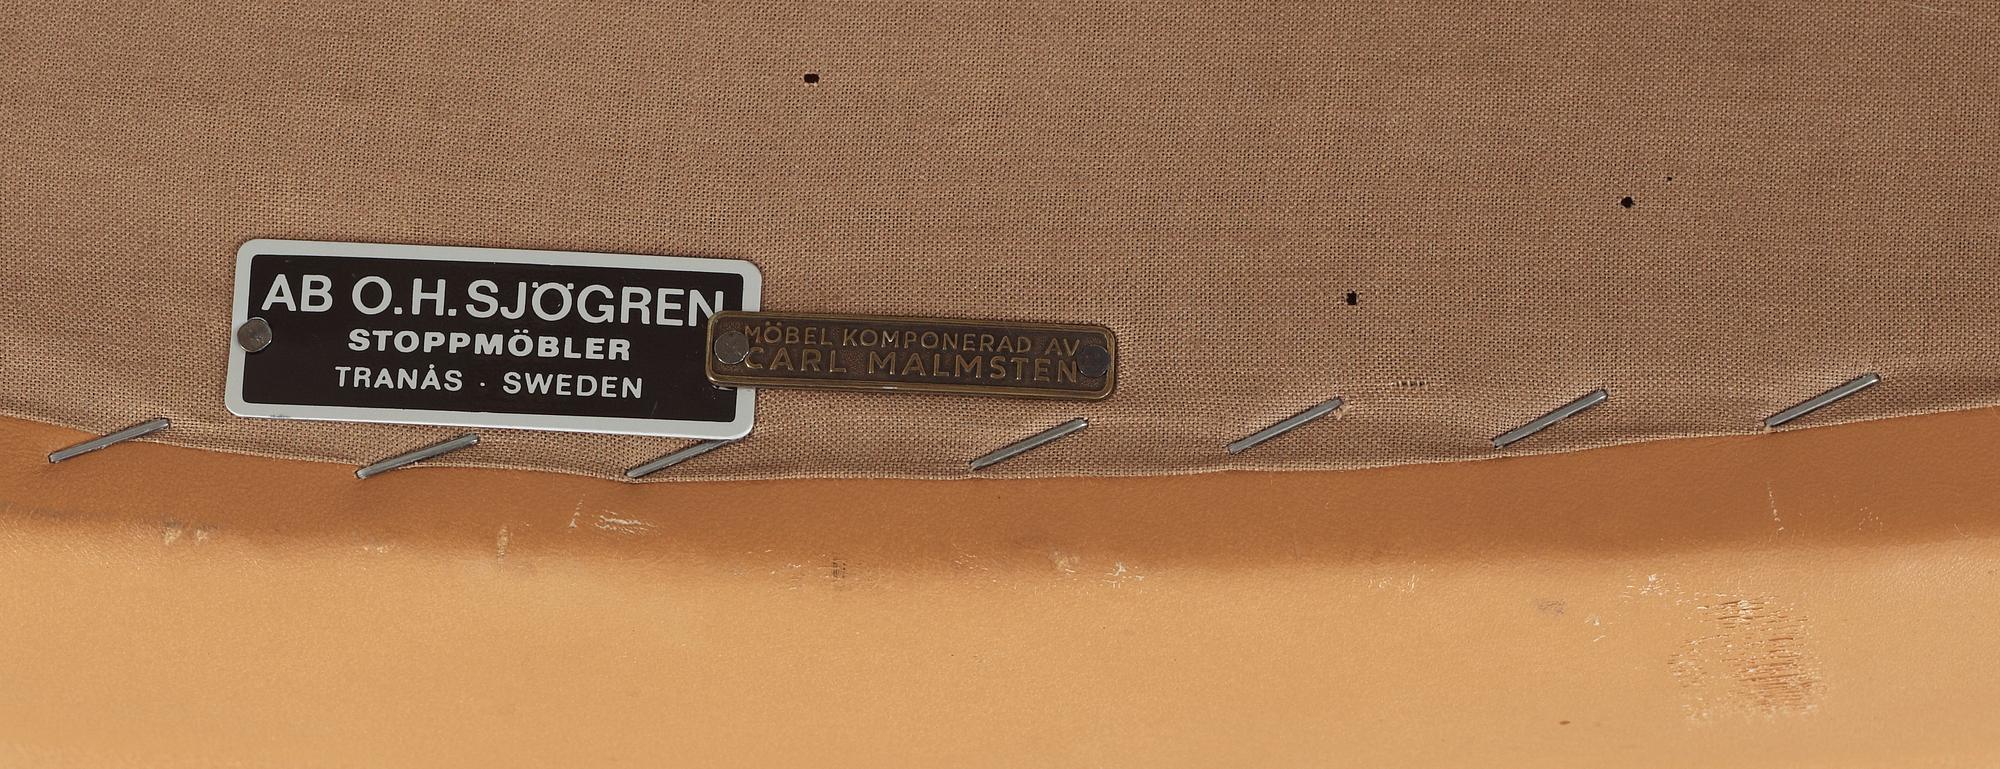 AB O.H. SJÖGREN
STOPPMÖBLER
TRANÅS · SWEDEN
MÖBEL KOMPONERAD AV
CARL MALMSTEN